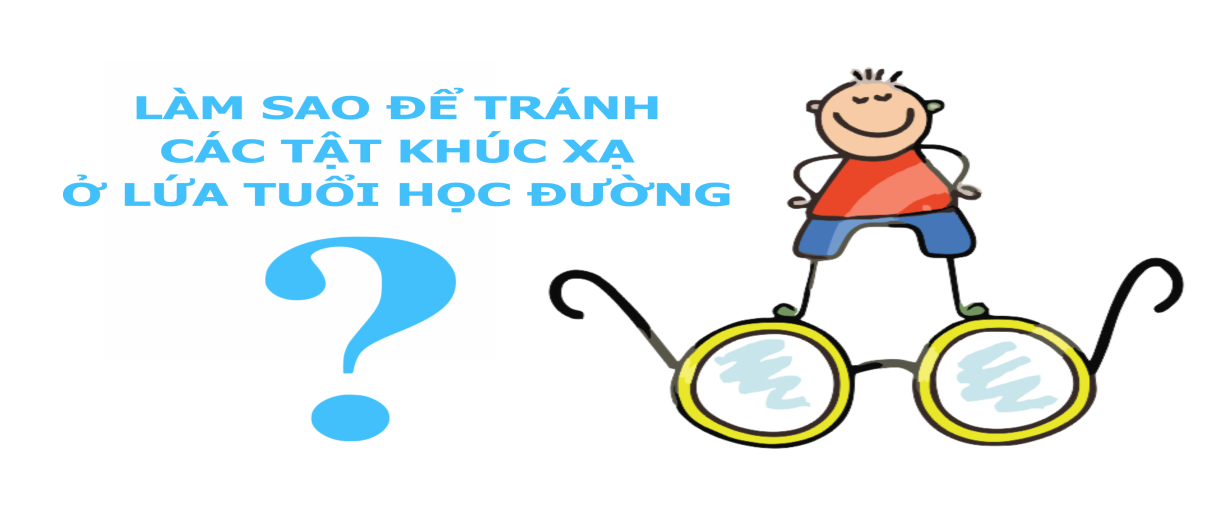 LÀM SAO ĐỂ TRÁNH
CÁC TẬT KHÚC XẠ
Ở LỨA TUỔI HỌC ĐƯỜNG
?